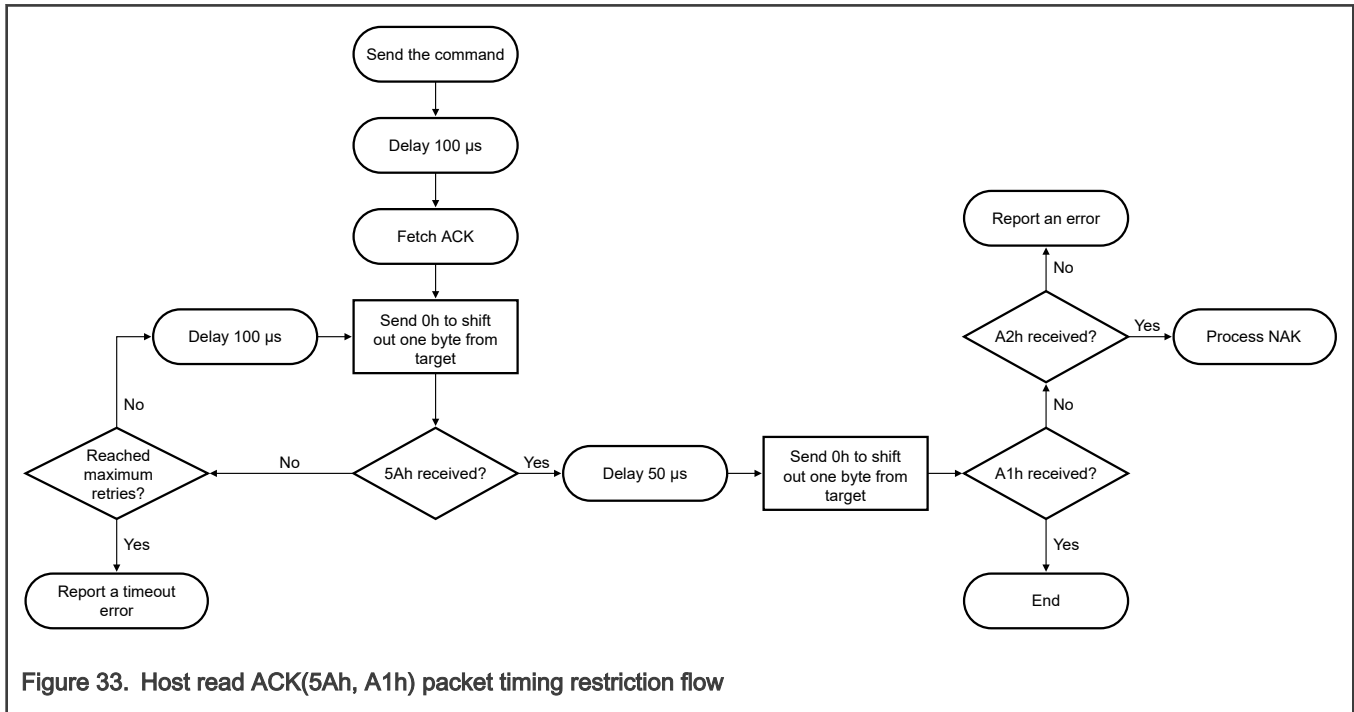 Send the command
Delay 100 µs
Fetch ACK
Send 0h to shift
out one byte from
target
Delay 100 µs
No
Reached
maximum
retries?
No
5Ah received?
Yes
Delay 50 µs
Send 0h to shift
out one byte from
target
A1h received?
No
A2h received?
Yes
Process NAK
No
Report an error
Yes
Report a timeout
error
Yes
End
Figure 33. Host read ACK(5Ah, A1h) packet timing restriction flow